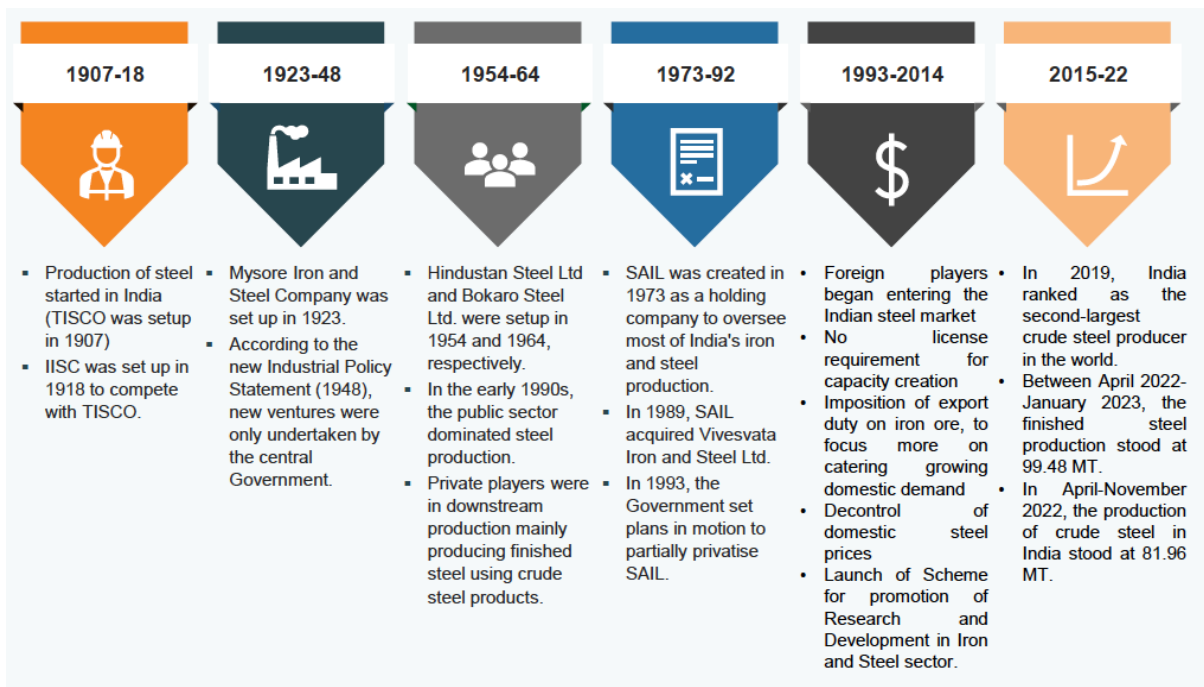 1907-18
1923-48
1954-64
1973-92
1993-2014
2015-22
▪ Production of steel
started in India
(TISCO was setup
in 1907)
▪ IISC was set up in
1918 to compete
with TISCO.
▪ Mysore Iron and
Steel Company was
set up in 1923.
▪ According to the
new Industrial Policy
Statement (1948),
new ventures were
only undertaken by
the central
Government.
▪ Hindustan Steel Ltd
and Bokaro Steel
Ltd. were setup in
1954 and 1964,
respectively.
▪ In the early 1990s,
the public sector
dominated steel
production.
▪ Private players were
in downstream
production mainly
producing finished
steel using crude
steel products.
▪ SAIL was created in
1973 as a holding
company to oversee
most of India's iron
and steel
production.
▪ In 1989, SAIL
acquired Vivesvata
Iron and Steel Ltd.
▪ In 1993, the
Government set
plans in motion to
partially privatise
SAIL.
• Foreign players
began entering the
Indian steel market
• No license
requirement for
capacity creation
• Imposition of export
duty on iron ore, to
focus more on
catering growing
domestic demand
• Decontrol of
domestic steel
prices
• Launch of Scheme
for promotion of
Research and
Development in Iron
and Steel sector.
• In 2019, India
ranked as the
second-largest
crude steel producer
in the world.
• Between April 2022-
January 2023, the
finished steel
production stood at
99.48 MT.
• In April-November
2022, the production
of crude steel in
India stood at 81.96
MT.